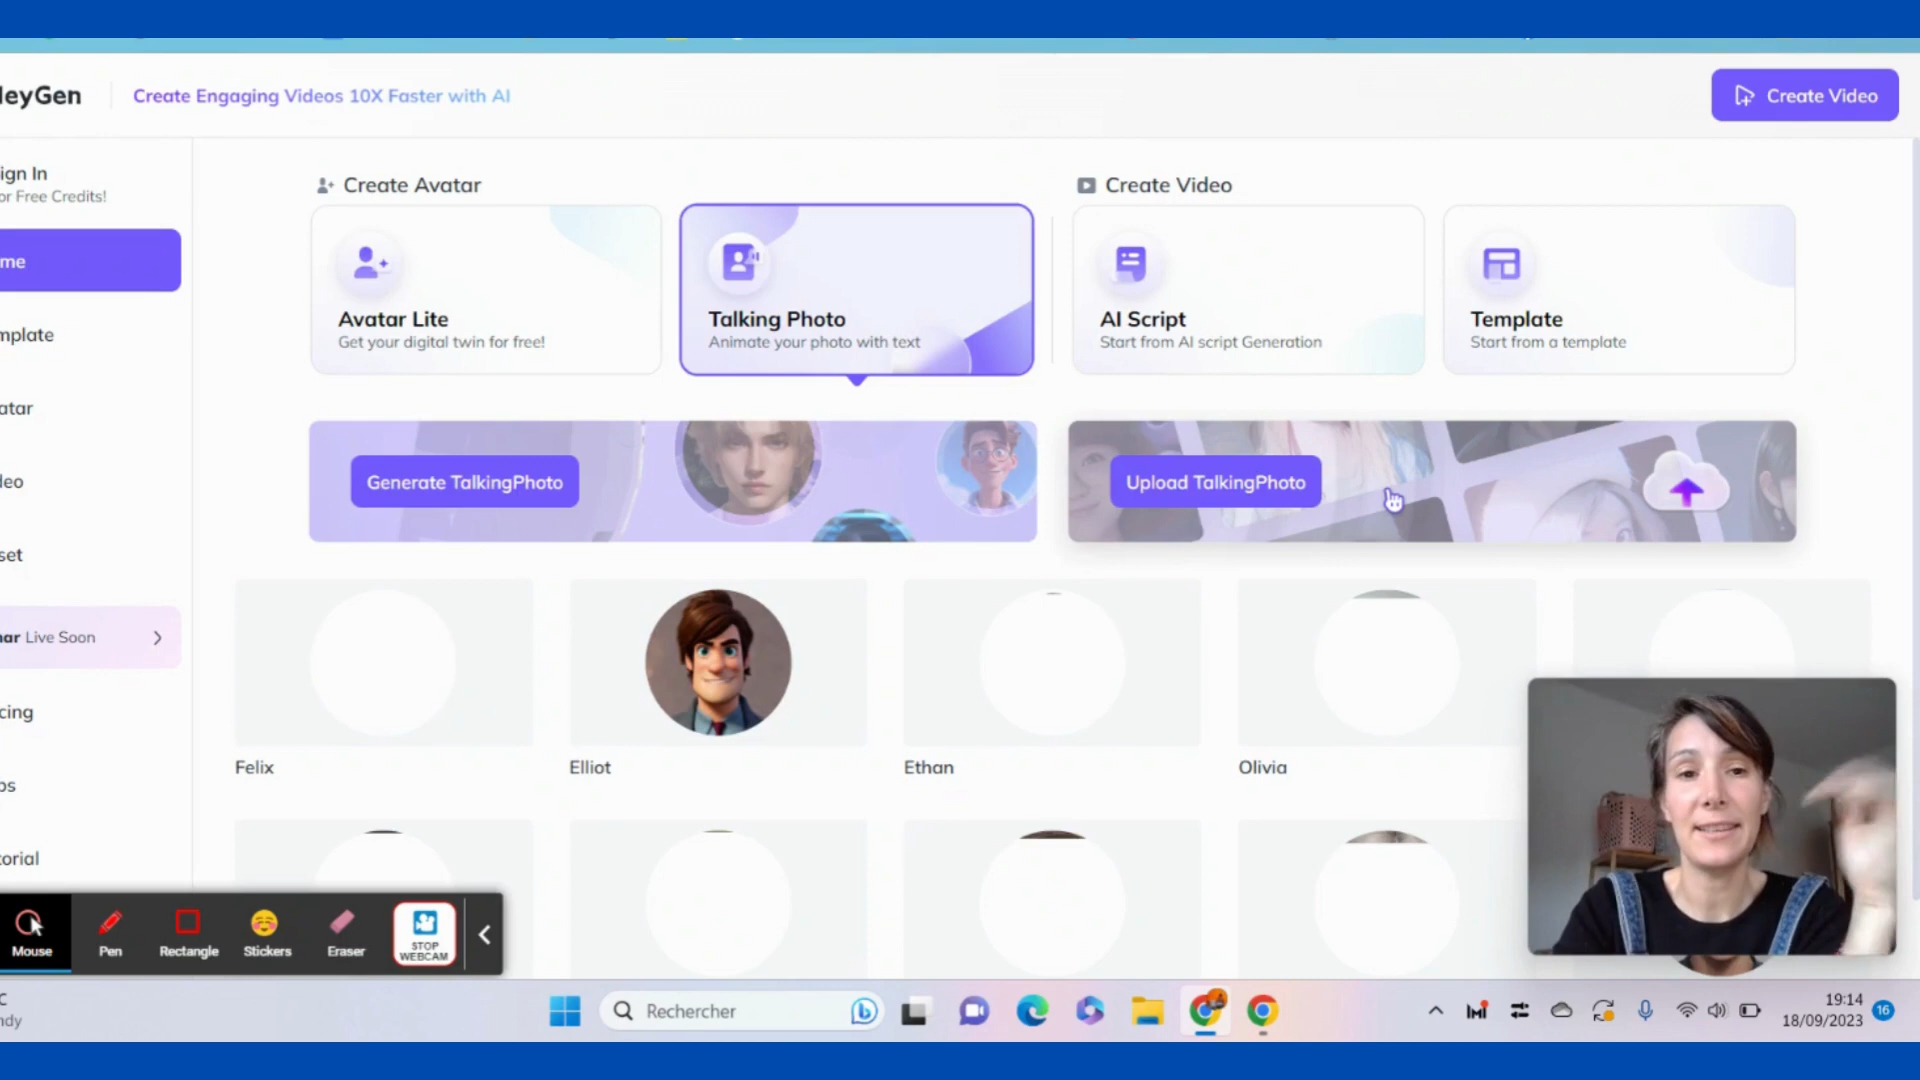 leyGen
Create Engaging Videos 10X Faster with AI
Create Video
ign In
or Free Credits!
me
mplate
atar
leo
set
nar Live Soon
cing
os
torial
Create Avatar
Create Video
Avatar Lite
Get your digital twin for free!
Talking Photo
Animate your photo with text
AI Script
Start from AI script Generation
Template
Start from a template
Generate TalkingPhoto
Upload TalkingPhoto
Felix
Elliot
Ethan
Olivia
Mouse
Pen
Rectangle
Stickers
Eraser
STOP
WEBCAM
C
ndy
Rechercher
19:14
18/09/2023
16